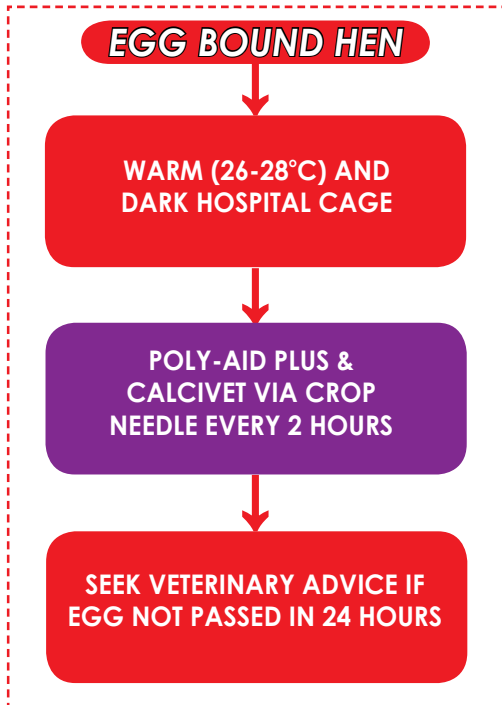 EGG BOUND HEN
WARM (26-28°C) AND
DARK HOSPITAL CAGE
POLY-AID PLUS &
CALCIVET VIA CROP
NEEDLE EVERY 2 HOURS
SEEK VETERINARY ADVICE IF
EGG NOT PASSED IN 24 HOURS